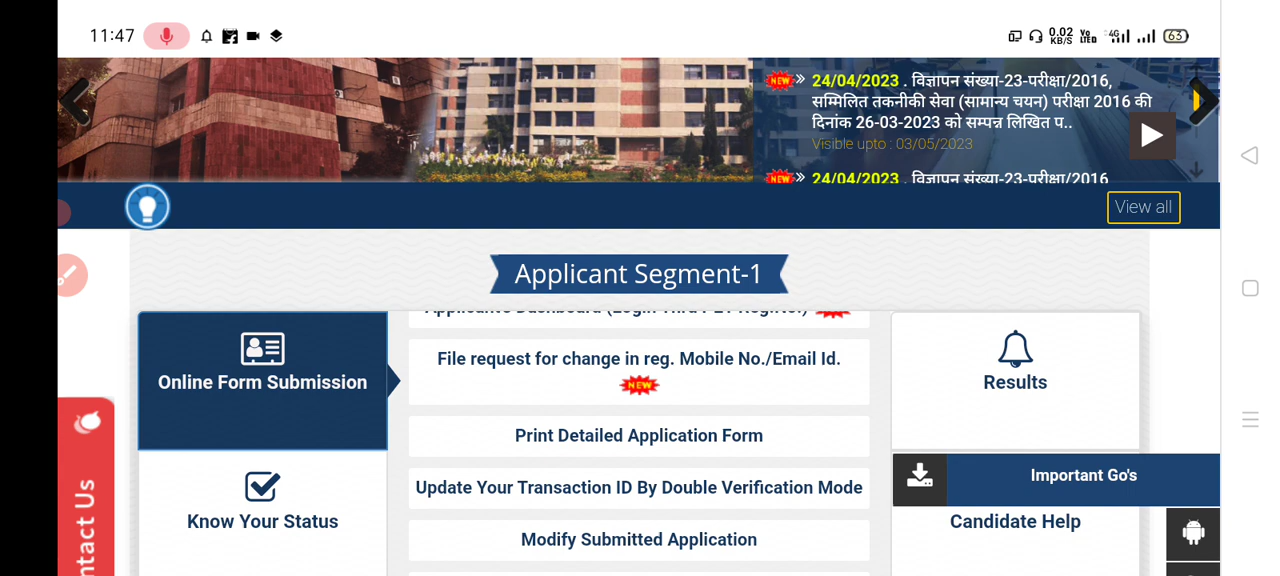 11:47
0.02 KB/S
Vo LTE
4G
63
NEW
24/04/2023 . विज्ञापन संख्या-23-परीक्षा/2016,
सम्मिलित तकनीकी सेवा (सामान्य चयन) परीक्षा 2016 की
दिनांक 26-03-2023 को सम्पन्न लिखित प..
Visible upto : 03/05/2023
NEW
24/04/2023 . विज्ञापन संख्या-23-परीक्षा/2016
View all
Applicant Segment-1
Online Form Submission
File request for change in reg. Mobile No./Email Id.
NEW
Results
Print Detailed Application Form
Update Your Transaction ID By Double Verification Mode
Important Go's
Know Your Status
Candidate Help
Modify Submitted Application
ntact Us